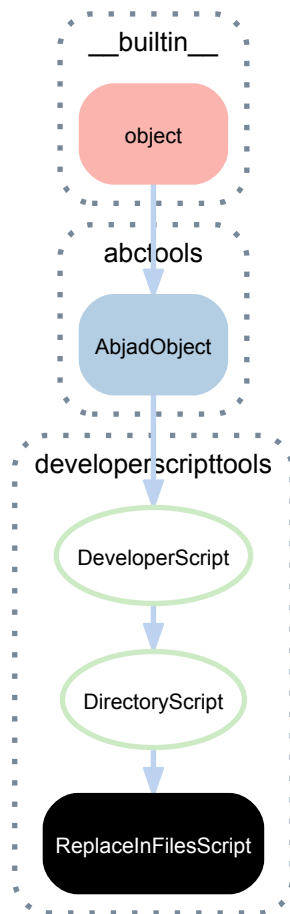 __builtin__
object
abctools
AbjadObject
developerscripttools
DeveloperScript
DirectoryScript
ReplaceInFilesScript